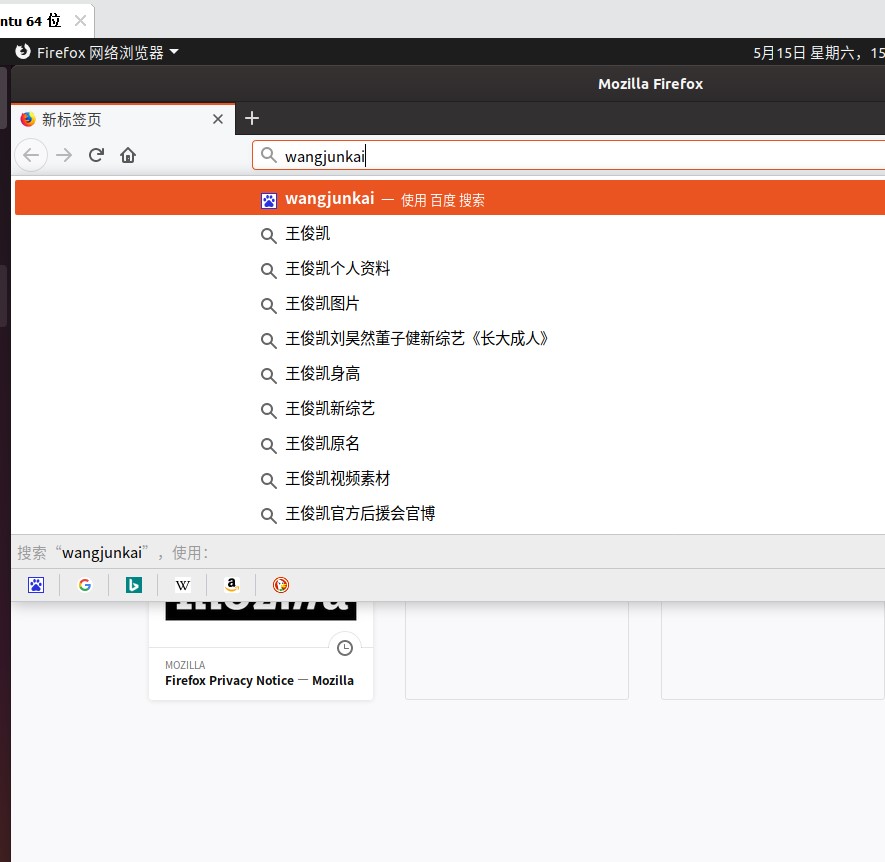 ntu 64 位
Firefox 网络浏览器
5月15日 星期六，15
Mozilla Firefox
新标签页
wangjunkai
wangjunkai — 使用 百度 搜索
王俊凯
王俊凯个人资料
王俊凯图片
王俊凯刘昊然董子健新综艺《长大成人》
王俊凯身高
王俊凯新综艺
王俊凯原名
王俊凯视频素材
王俊凯官方后援会官博
搜索“wangjunkai”，使用：
mozilla
MOZILLA
Firefox Privacy Notice — Mozilla